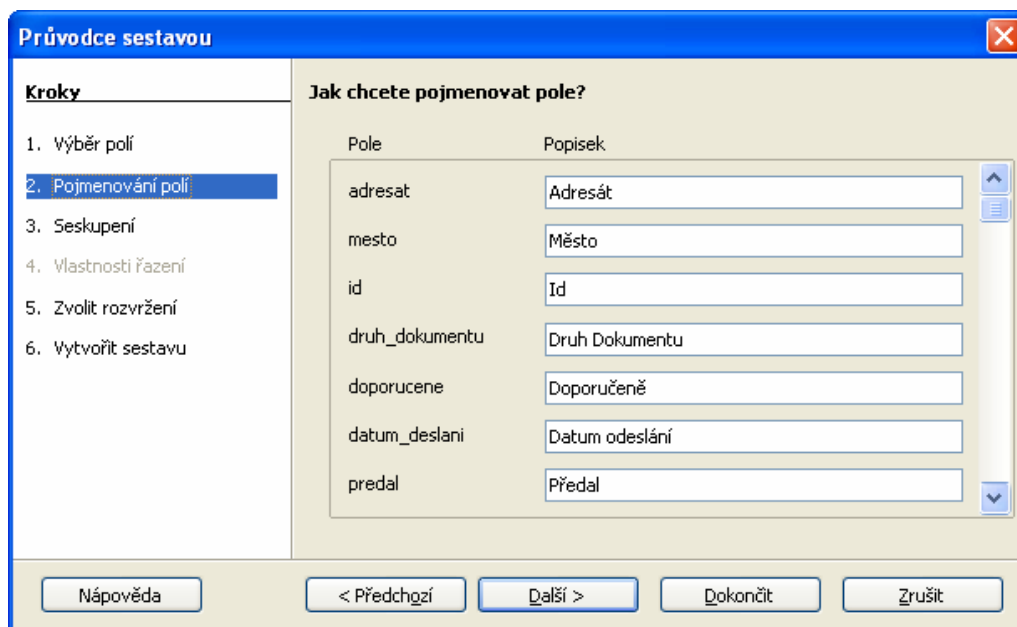 Průvodce sestavou
Kroky
1. Výběr polí
2. Pojmenování polí
3. Seskupení
4. Vlastnosti řazení
5. Zvolit rozvržení
6. Vytvořit sestavu
Jak chcete pojmenovat pole?
Pole Popisek
adresat Adresát
mesto Město
id Id
druh_dokumentu Druh Dokumentu
doporucene Doporučeně
datum_deslani Datum odeslání
predal Předal
Nápověda < Předchozí Další > Dokončit Zrušit